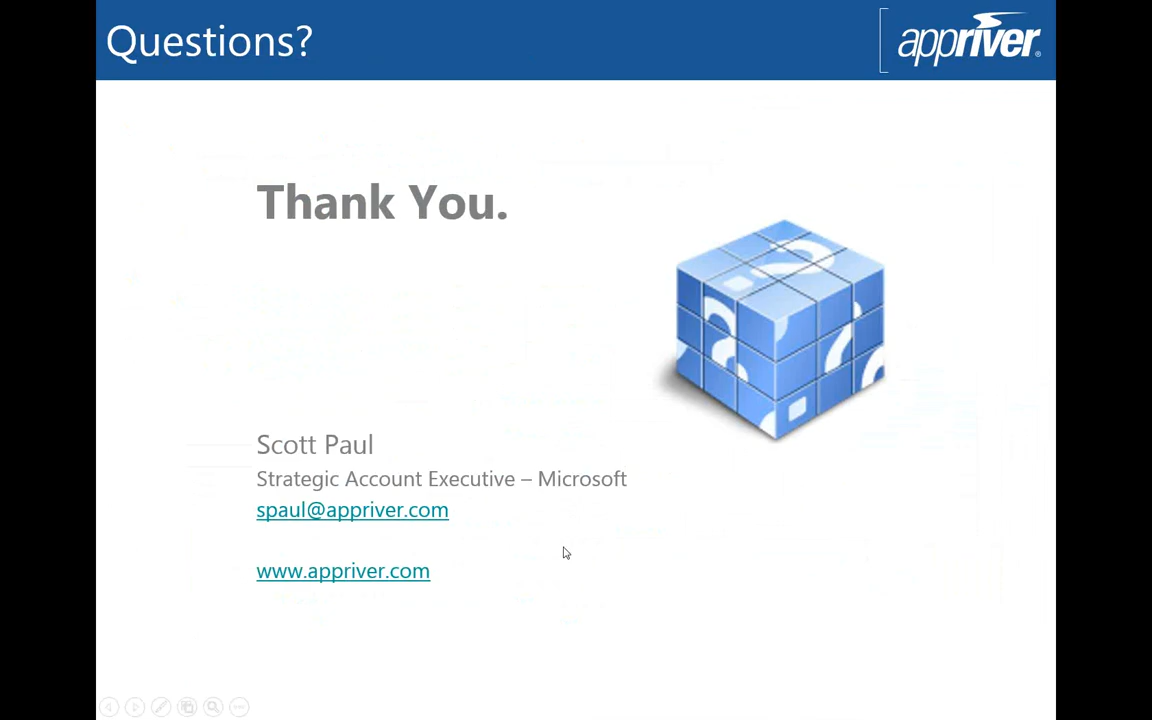 Questions?
appriver®
Thank You.
Scott Paul
Strategic Account Executive – Microsoft
spaul@appriver.com
www.appriver.com